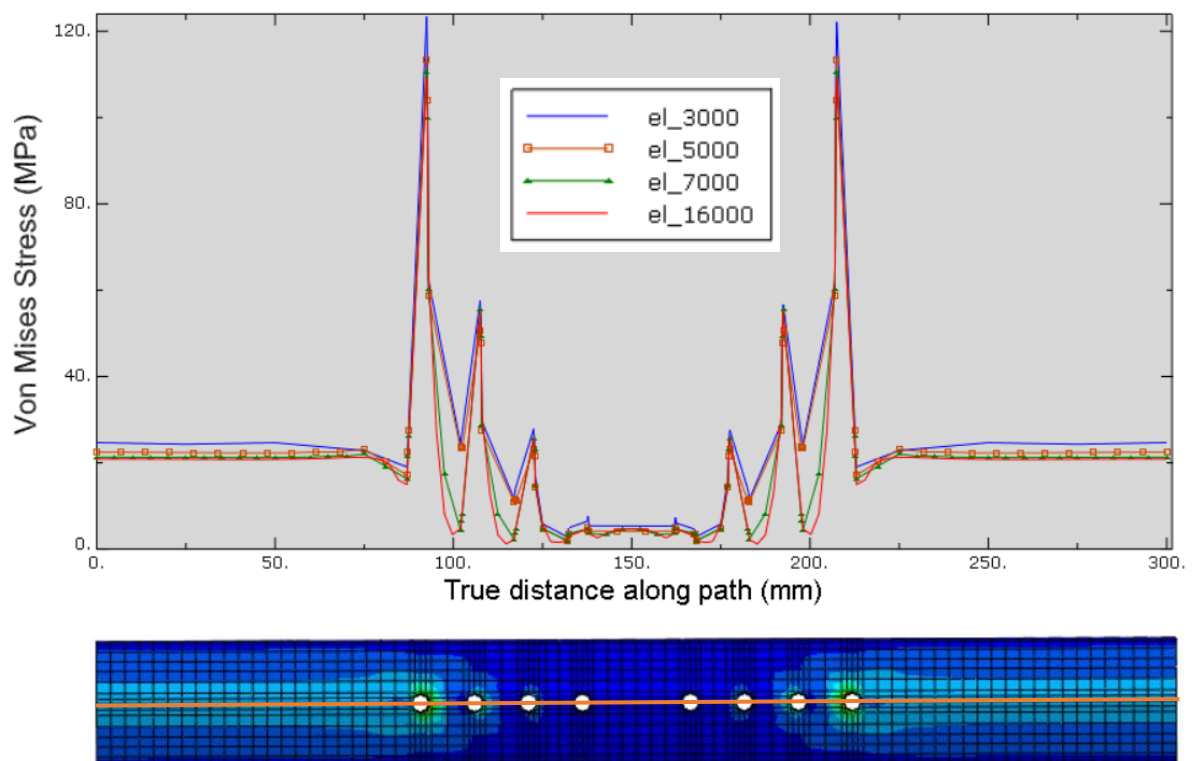 Von Mises Stress (MPa)
120.
80.
40.
0.
el_3000
el_5000
el_7000
el_16000
0. 50. 100. 150. 200. 250. 300.
True distance along path (mm)